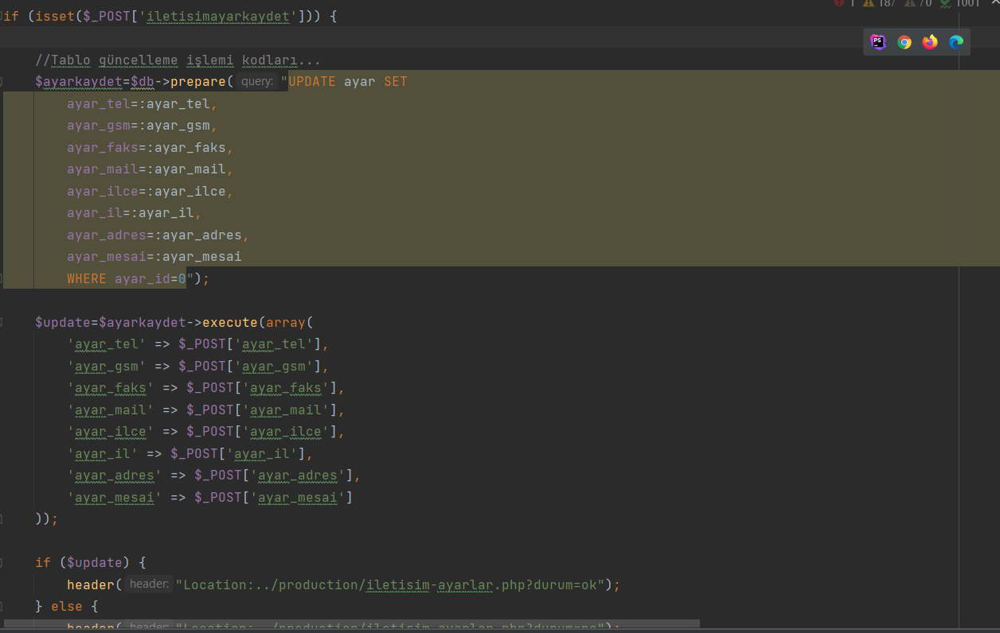 1 187 70 1001
if (isset($_POST['iletisimayarkaydet'])) {
//Tablo güncelleme işlemi kodları...
$ayarkaydet=$db->prepare( query: "UPDATE ayar SET
ayar_tel=:ayar_tel,
ayar_gsm=:ayar_gsm,
ayar_faks=:ayar_faks,
ayar_mail=:ayar_mail,
ayar_ilce=:ayar_ilce,
ayar_il=:ayar_il,
ayar_adres=:ayar_adres,
ayar_mesai=:ayar_mesai
WHERE ayar_id=0");
$update=$ayarkaydet->execute(array(
'ayar_tel' => $_POST['ayar_tel'],
'ayar_gsm' => $_POST['ayar_gsm'],
'ayar_faks' => $_POST['ayar_faks'],
'ayar_mail' => $_POST['ayar_mail'],
'ayar_ilce' => $_POST['ayar_ilce'],
'ayar_il' => $_POST['ayar_il'],
'ayar_adres' => $_POST['ayar_adres'],
'ayar_mesai' => $_POST['ayar_mesai']
));
if ($update) {
header( header: "Location:../production/iletisim-ayarlar.php?durum=ok");
} else {
header( header: "Location:../production/iletisim-ayarlar.php?durum=no");